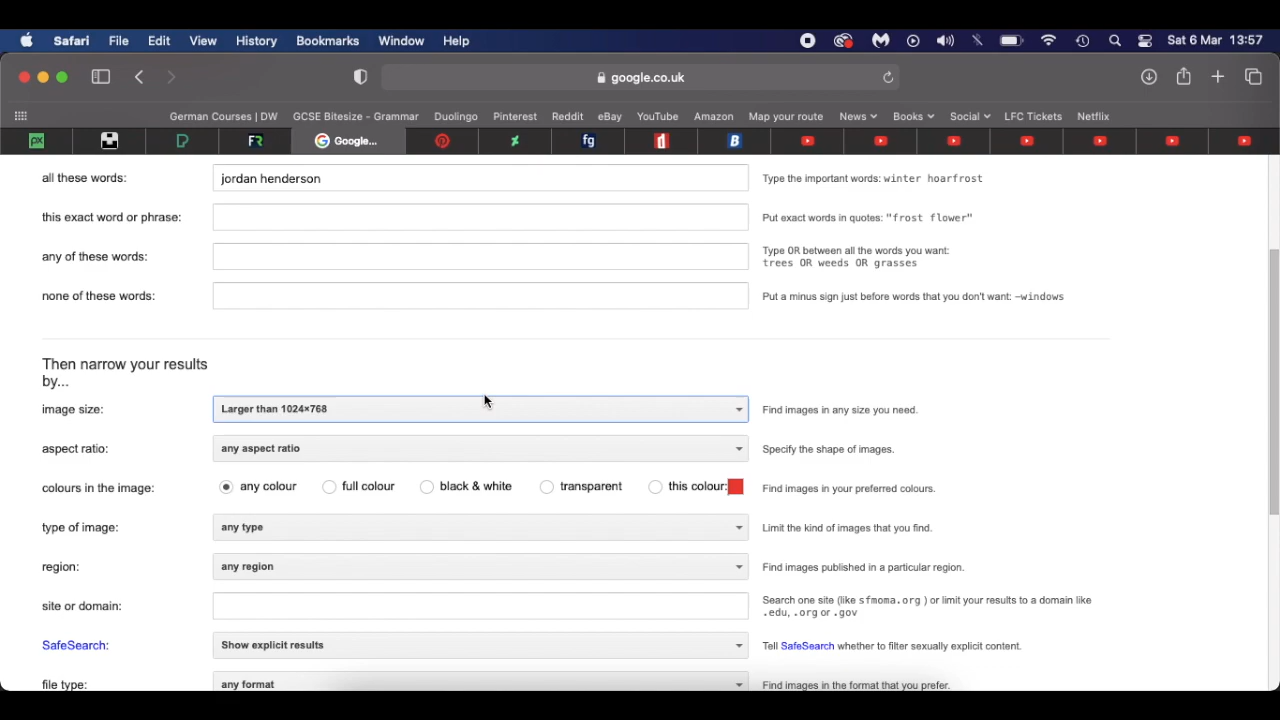 Safari File Edit View History Bookmarks Window Help Sat 6 Mar 13:57
google.co.uk
German Courses | DW GCSE Bitesize - Grammar Duolingo Pinterest Reddit eBay YouTube Amazon Map your route News Books Social LFC Tickets Netflix
px FR Google... fg d B
all these words: jordan henderson Type the important words: winter hoarfrost
this exact word or phrase: Put exact words in quotes: "frost flower"
any of these words: Type OR between all the words you want:
trees OR weeds OR grasses
none of these words: Put a minus sign just before words that you don't want: -windows
Then narrow your results
by...
image size: Larger than 1024×768 Find images in any size you need.
aspect ratio: any aspect ratio Specify the shape of images.
colours in the image: any colour full colour black & white transparent this colour: Find images in your preferred colours.
type of image: any type Limit the kind of images that you find.
region: any region Find images published in a particular region.
site or domain: Search one site (like sfmoma.org ) or limit your results to a domain like
.edu, .org or .gov
SafeSearch: Show explicit results Tell SafeSearch whether to filter sexually explicit content.
file type: any format Find images in the format that you prefer.